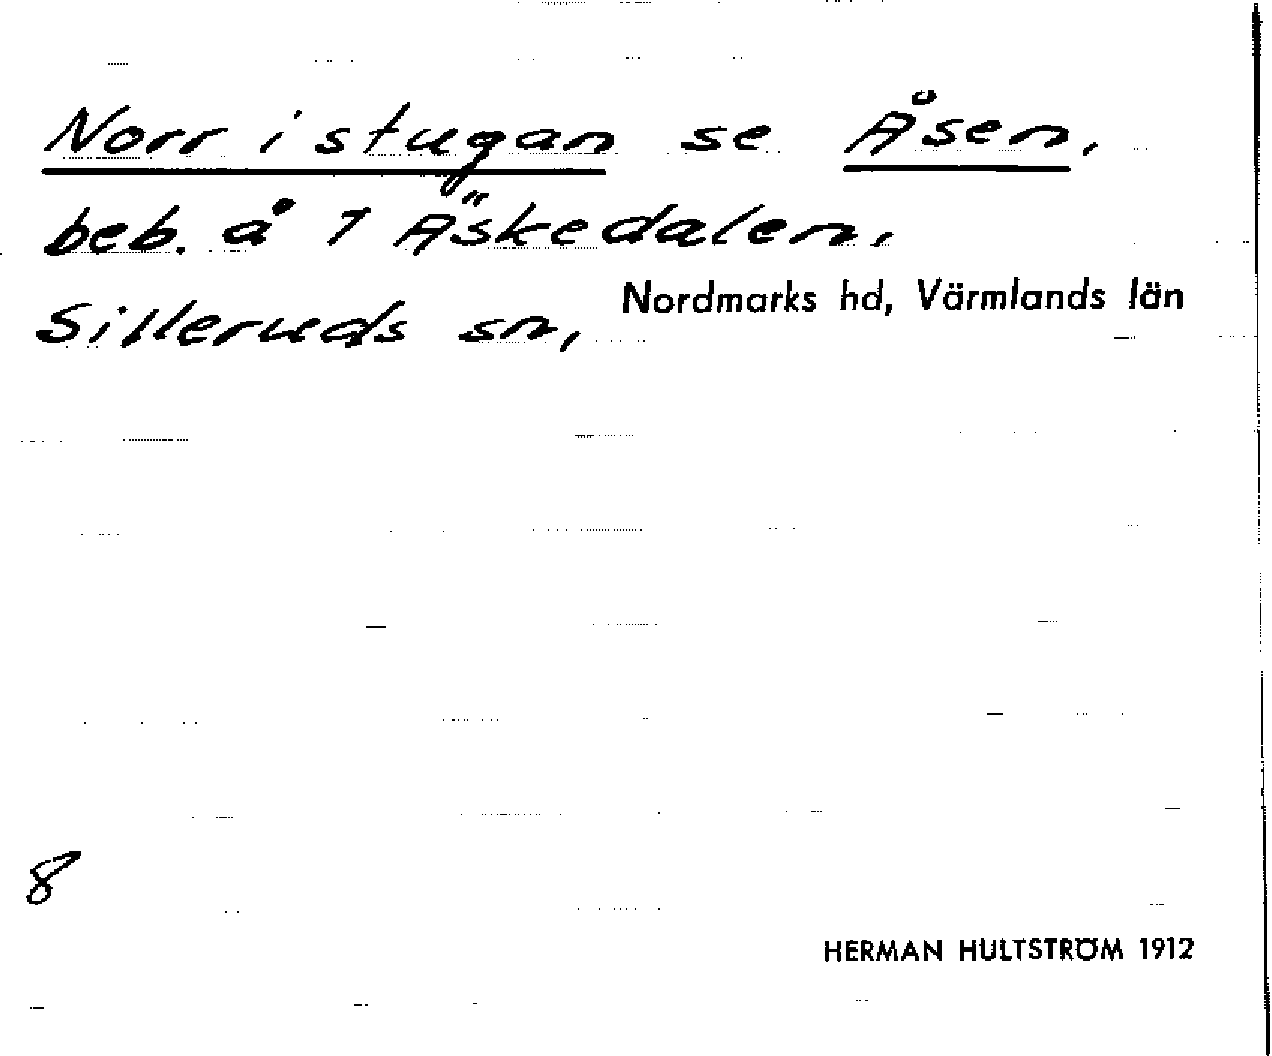 Norr i stugan se Åsen,
beb. å 1 Äskedalen,
Silleruds sn, Nordmarks hd, Värmlands län
8
HERMAN HULTSTRÖM 1912